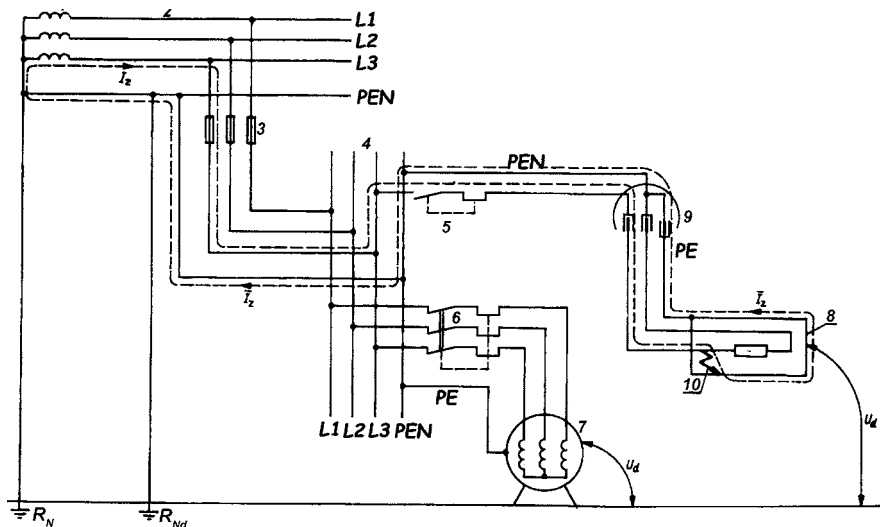 L1
L2
L3
I_z
PEN
3
4
PEN
9
5
PE
I_z
I_z
8
6
10
PE
u_d
L1 L2 L3 PEN
7
u_d
R_N
R_Nd